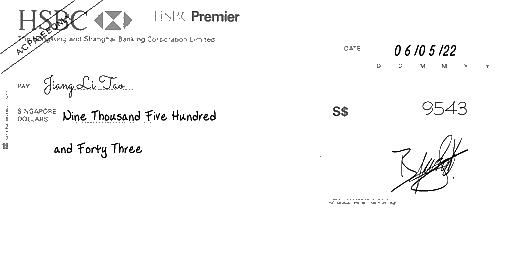 HSBC HSBC Premier
A/C PAYEE ONLY
The Hongkong and Shanghai Banking Corporation Limited
DATE 06/05/22
D D M M Y Y
PAY Jiang Li Tao
SINGAPORE DOLLARS Nine Thousand Five Hundred
and Forty Three
S$ 9543